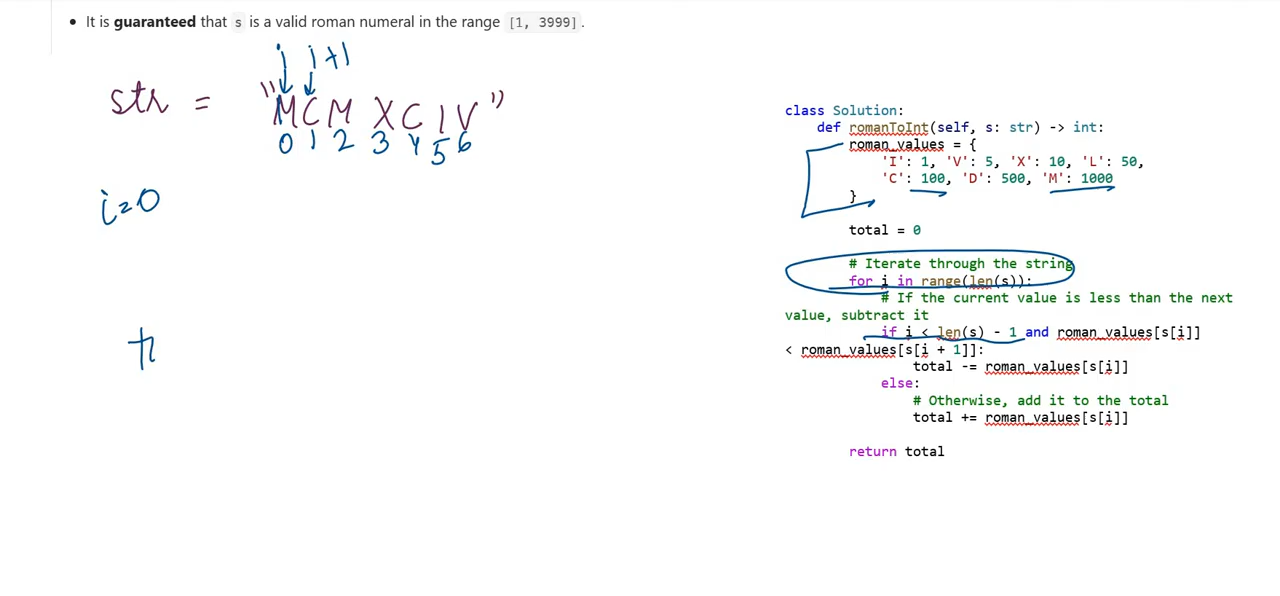 • It is guaranteed that s is a valid roman numeral in the range [1, 3999].
i i+1
str = "MCMXCIV"
0 1 2 3 4 5 6
i=0
class Solution:
def romanToInt(self, s: str) -> int:
roman_values = {
'I': 1, 'V': 5, 'X': 10, 'L': 50,
'C': 100, 'D': 500, 'M': 1000
}
total = 0
# Iterate through the string
for i in range(len(s)):
# If the current value is less than the next
value, subtract it
if i < len(s) - 1 and roman_values[s[i]]
< roman_values[s[i + 1]]:
total -= roman_values[s[i]]
else:
# Otherwise, add it to the total
total += roman_values[s[i]]
return total